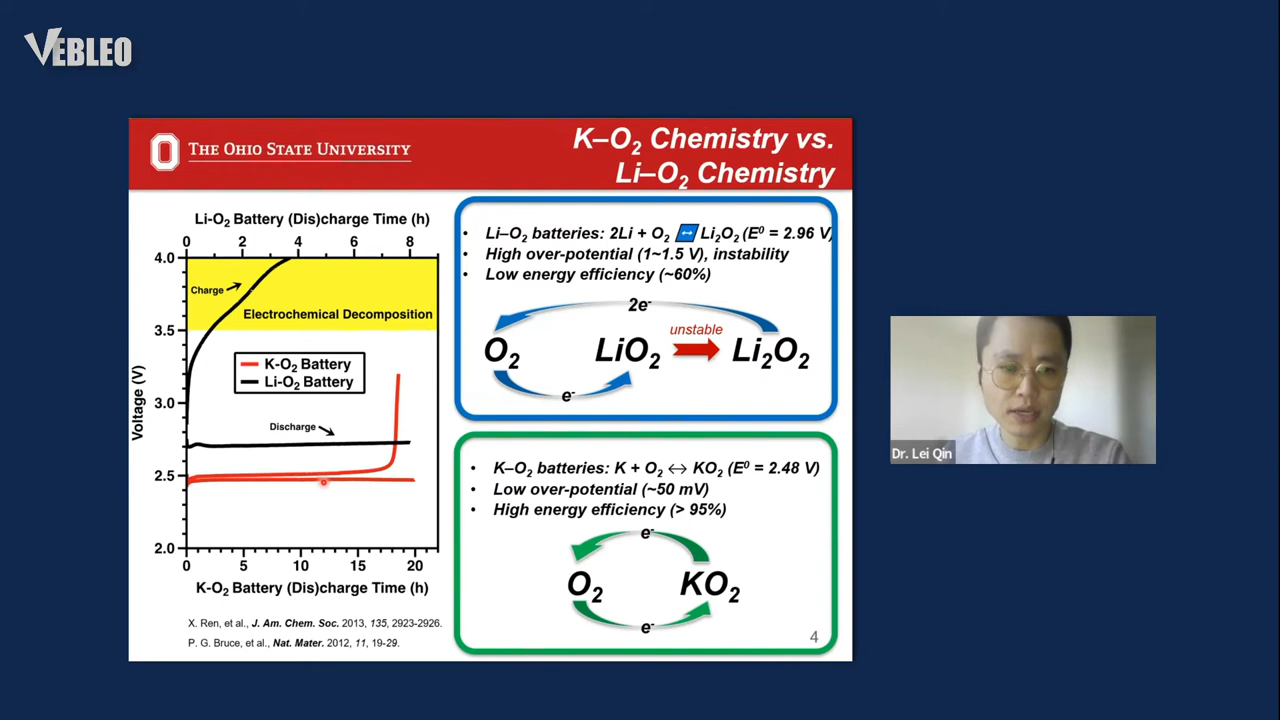 VEBLEO
THE OHIO STATE UNIVERSITY
K–O2 Chemistry vs.
Li–O2 Chemistry
Li-O2 Battery (Dis)charge Time (h)
0 2 4 6 8
4.0
3.5
3.0
2.5
2.0
Voltage (V)
Charge
Electrochemical Decomposition
K-O2 Battery
Li-O2 Battery
Discharge
0 5 10 15 20
K-O2 Battery (Dis)charge Time (h)
X. Ren, et al., J. Am. Chem. Soc. 2013, 135, 2923-2926.
P. G. Bruce, et al., Nat. Mater. 2012, 11, 19-29.
• Li–O2 batteries: 2Li + O2 ↔ Li2O2 (E0 = 2.96 V)
• High over-potential (1~1.5 V), instability
• Low energy efficiency (~60%)
2e-
unstable
O2 LiO2 Li2O2
e-
• K–O2 batteries: K + O2 ↔ KO2 (E0 = 2.48 V)
• Low over-potential (~50 mV)
• High energy efficiency (> 95%)
e-
O2 KO2
e-
4
Dr. Lei Qin